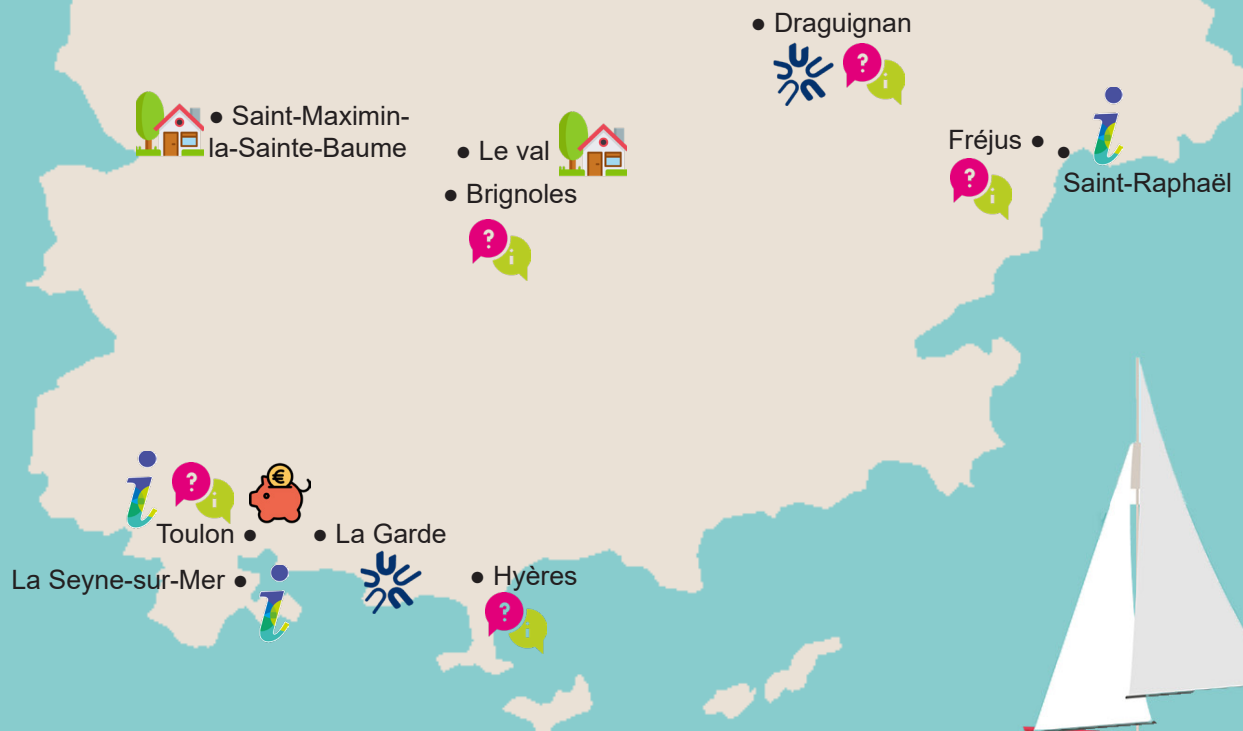 • Draguignan
• Saint-Maximin-
la-Sainte-Baume
• Le val
Fréjus •
• Brignoles
Saint-Raphaël
Toulon •
• La Garde
La Seyne-sur-Mer •
• Hyères